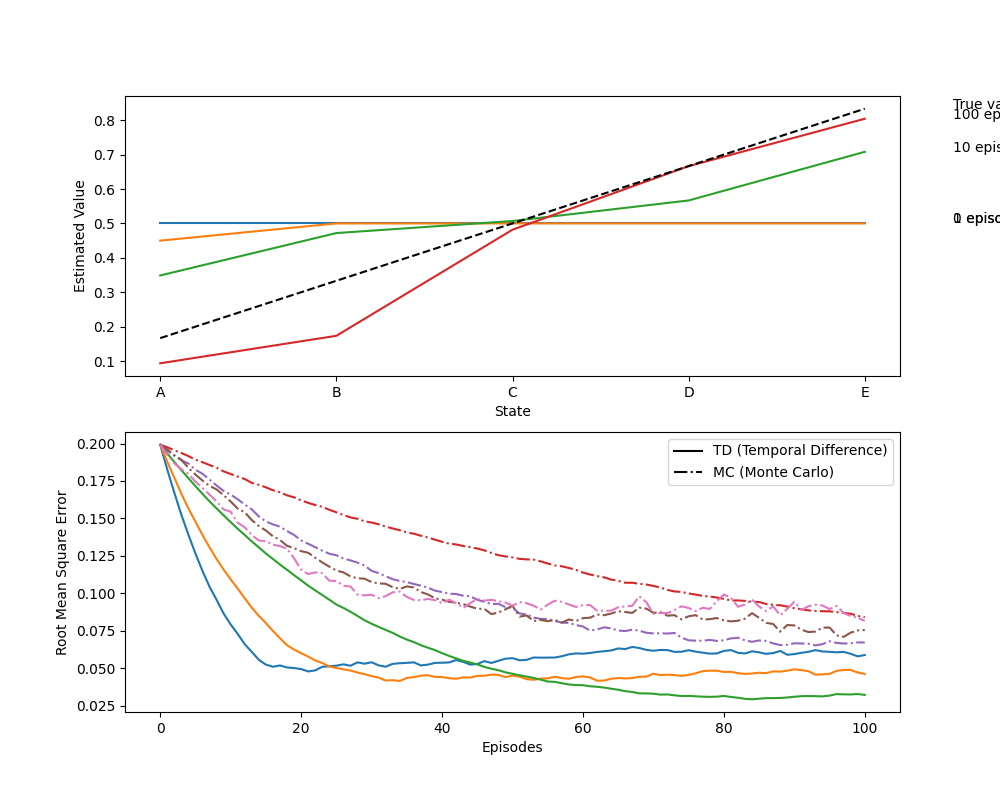 True va
100 ep
0.8
10 epis
0.7
0.6
0.5
0.4
0.3
0.2
0.1
Estimated Value
A B C D E
State
0.200
TD (Temporal Difference)
MC (Monte Carlo)
0.175
0.150
0.125
0.100
0.075
0.050
0.025
Root Mean Square Error
0 20 40 60 80 100
Episodes